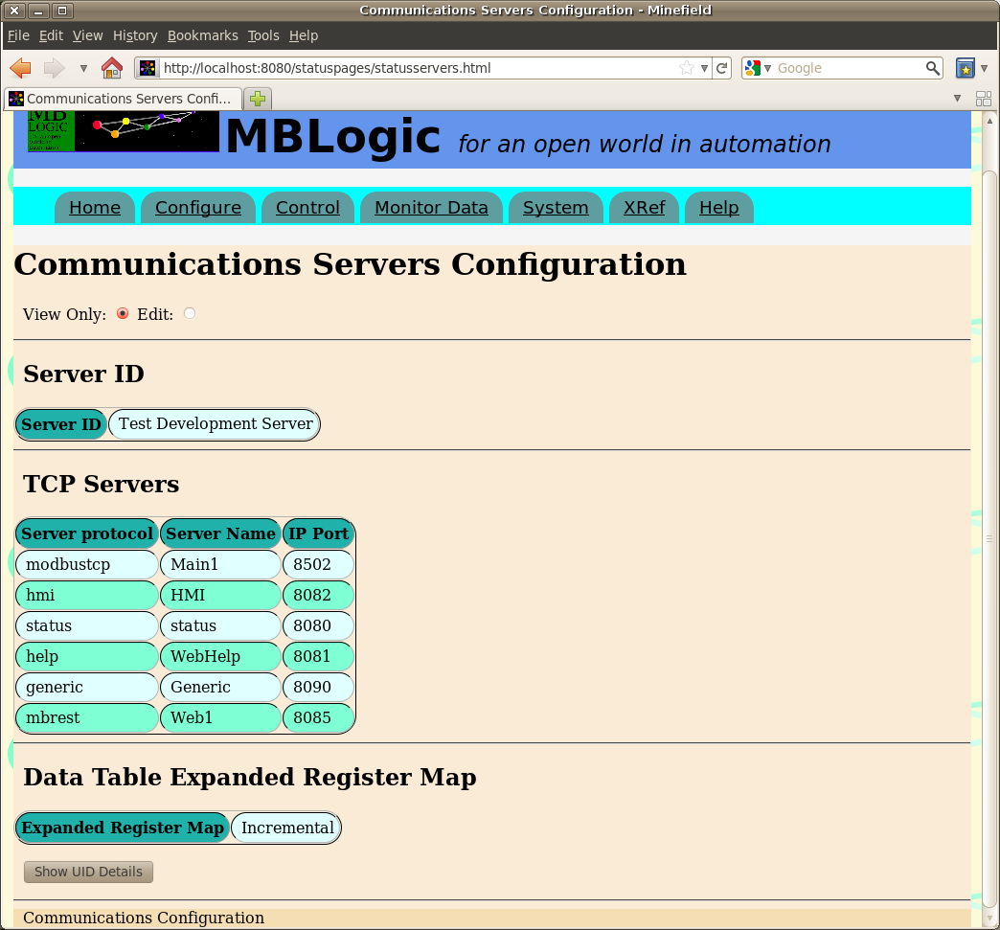 Communications Servers Configuration - Minefield
File Edit View History Bookmarks Tools Help
http://localhost:8080/statuspages/statusservers.html Google
Communications Servers Confi...
MB
LOGIC
MBLogic for an open world in automation
Home Configure Control Monitor Data System XRef Help
Communications Servers Configuration
View Only: Edit:
Server ID
Server ID Test Development Server
TCP Servers
Server protocol Server Name IP Port
modbustcp Main1 8502
hmi HMI 8082
status status 8080
help WebHelp 8081
generic Generic 8090
mbrest Web1 8085
Data Table Expanded Register Map
Expanded Register Map Incremental
Show UID Details
Communications Configuration